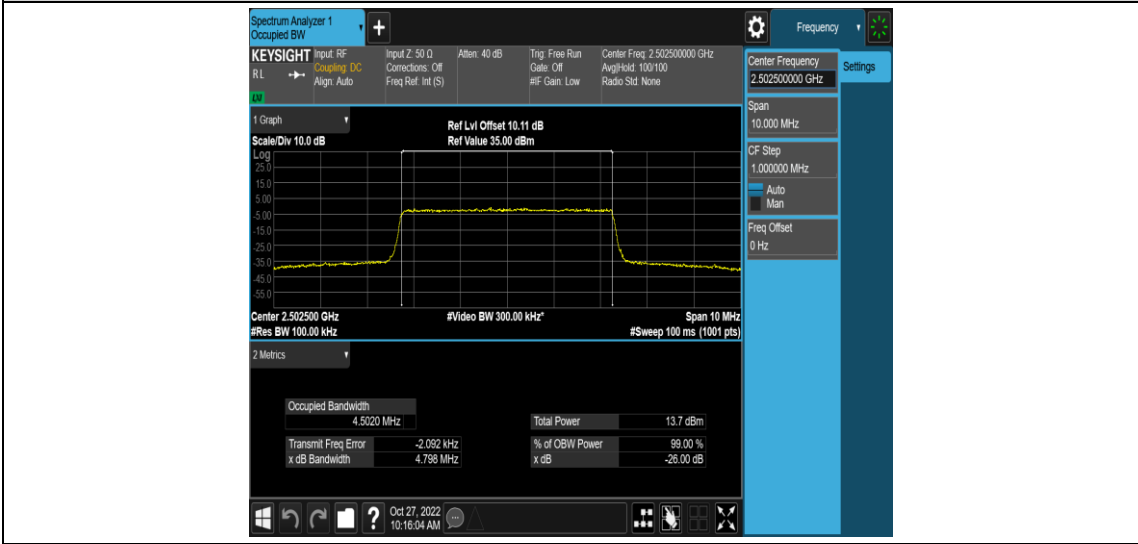 Spectrum Analyzer 1
Occupied BW
+
Frequency
KEYSIGHT
RL
LXI
Input: RF
Coupling: DC
Align: Auto
Input Z: 50 Ω
Corrections: Off
Freq Ref: Int (S)
Atten: 40 dB
Trig: Free Run
Gate: Off
#IF Gain: Low
Center Freq: 2.502500000 GHz
Avg|Hold: 100/100
Radio Std: None
Center Frequency
2.502500000 GHz
Settings
Span
10.000 MHz
CF Step
1.000000 MHz
Auto
Man
Freq Offset
0 Hz
1 Graph
Scale/Div 10.0 dB
Ref Lvl Offset 10.11 dB
Ref Value 35.00 dBm
Log
25.0
15.0
5.00
-5.00
-15.0
-25.0
-35.0
-45.0
-55.0
Center 2.502500 GHz
#Res BW 100.00 kHz
#Video BW 300.00 kHz*
Span 10 MHz
#Sweep 100 ms (1001 pts)
2 Metrics
Occupied Bandwidth
4.5020 MHz
Total Power 13.7 dBm
Transmit Freq Error -2.092 kHz
% of OBW Power 99.00 %
x dB Bandwidth 4.798 MHz
x dB -26.00 dB
?
Oct 27, 2022
10:16:04 AM